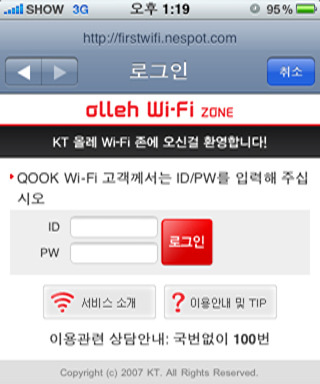 SHOW 3G 오후 1:19 95%
http://firstwifi.nespot.com/
로그인 취소
olleh Wi-Fi ZONE
KT 올레 Wi-Fi 존에 오신걸 환영합니다!
QOOK Wi-Fi 고객께서는 ID/PW를 입력해 주십
시오
ID
PW
로그인
서비스 소개 이용안내 및 TIP
이용관련 상담안내: 국번없이 100번
Copyright (c) 2007 KT. All Rights Reserved.